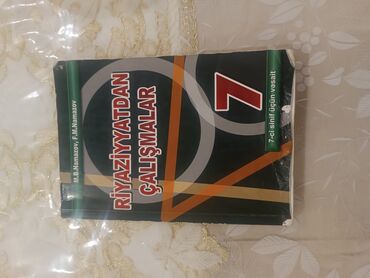 M.B.Namazov, F.M.Namazov
RİYAZİYYATDAN
ÇALIŞMALAR
7
7-ci sinif üçün vəsait